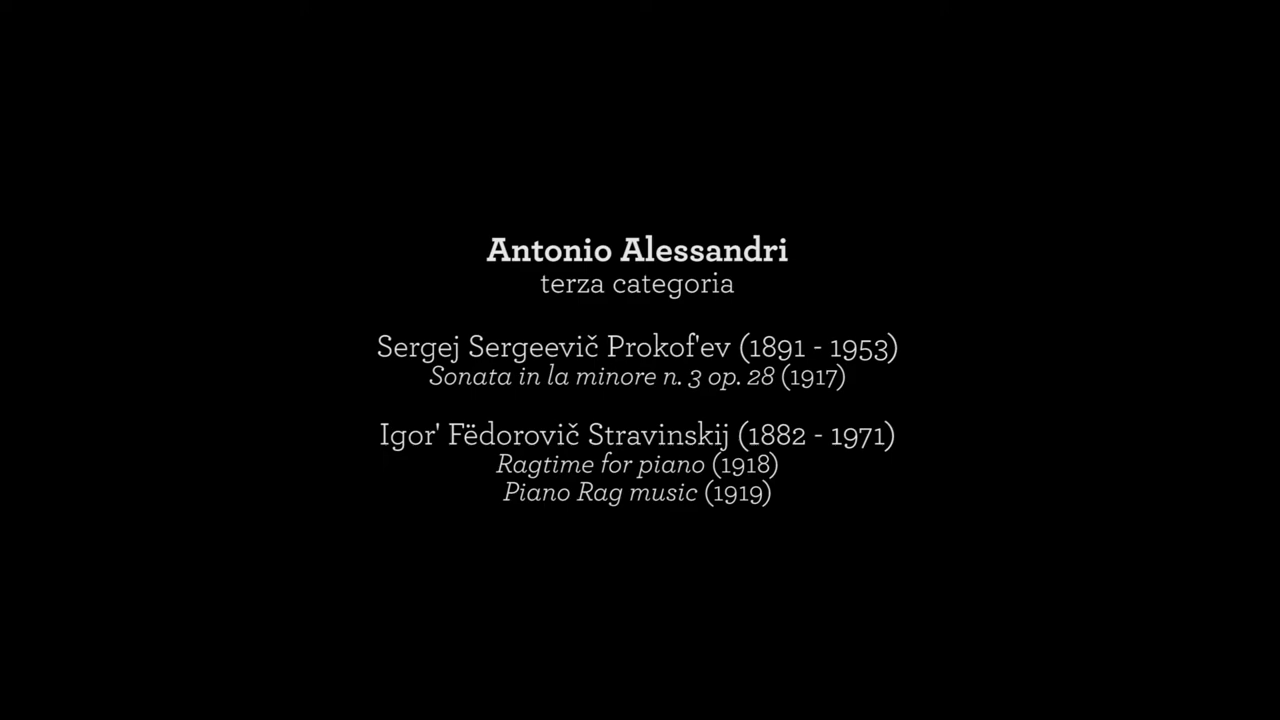 Antonio Alessandri
terza categoria
Sergej Sergeevič Prokof'ev (1891 - 1953)
Sonata in la minore n. 3 op. 28 (1917)
Igor' Fëdorovič Stravinskij (1882 - 1971)
Ragtime for piano (1918)
Piano Rag music (1919)